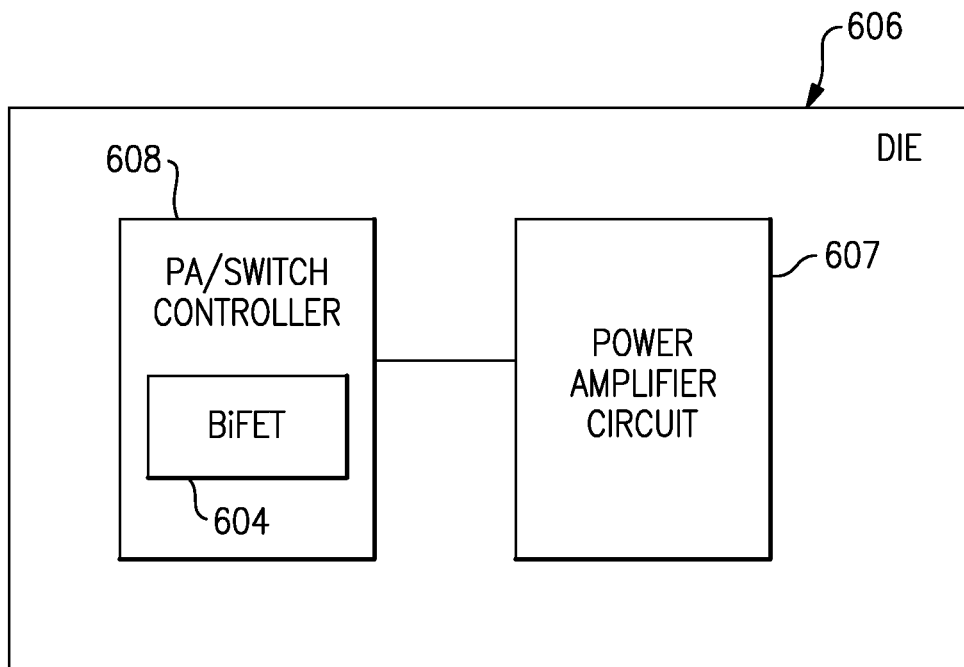 606
DIE
608
PA/SWITCH
CONTROLLER
BiFET
604
607
POWER
AMPLIFIER
CIRCUIT